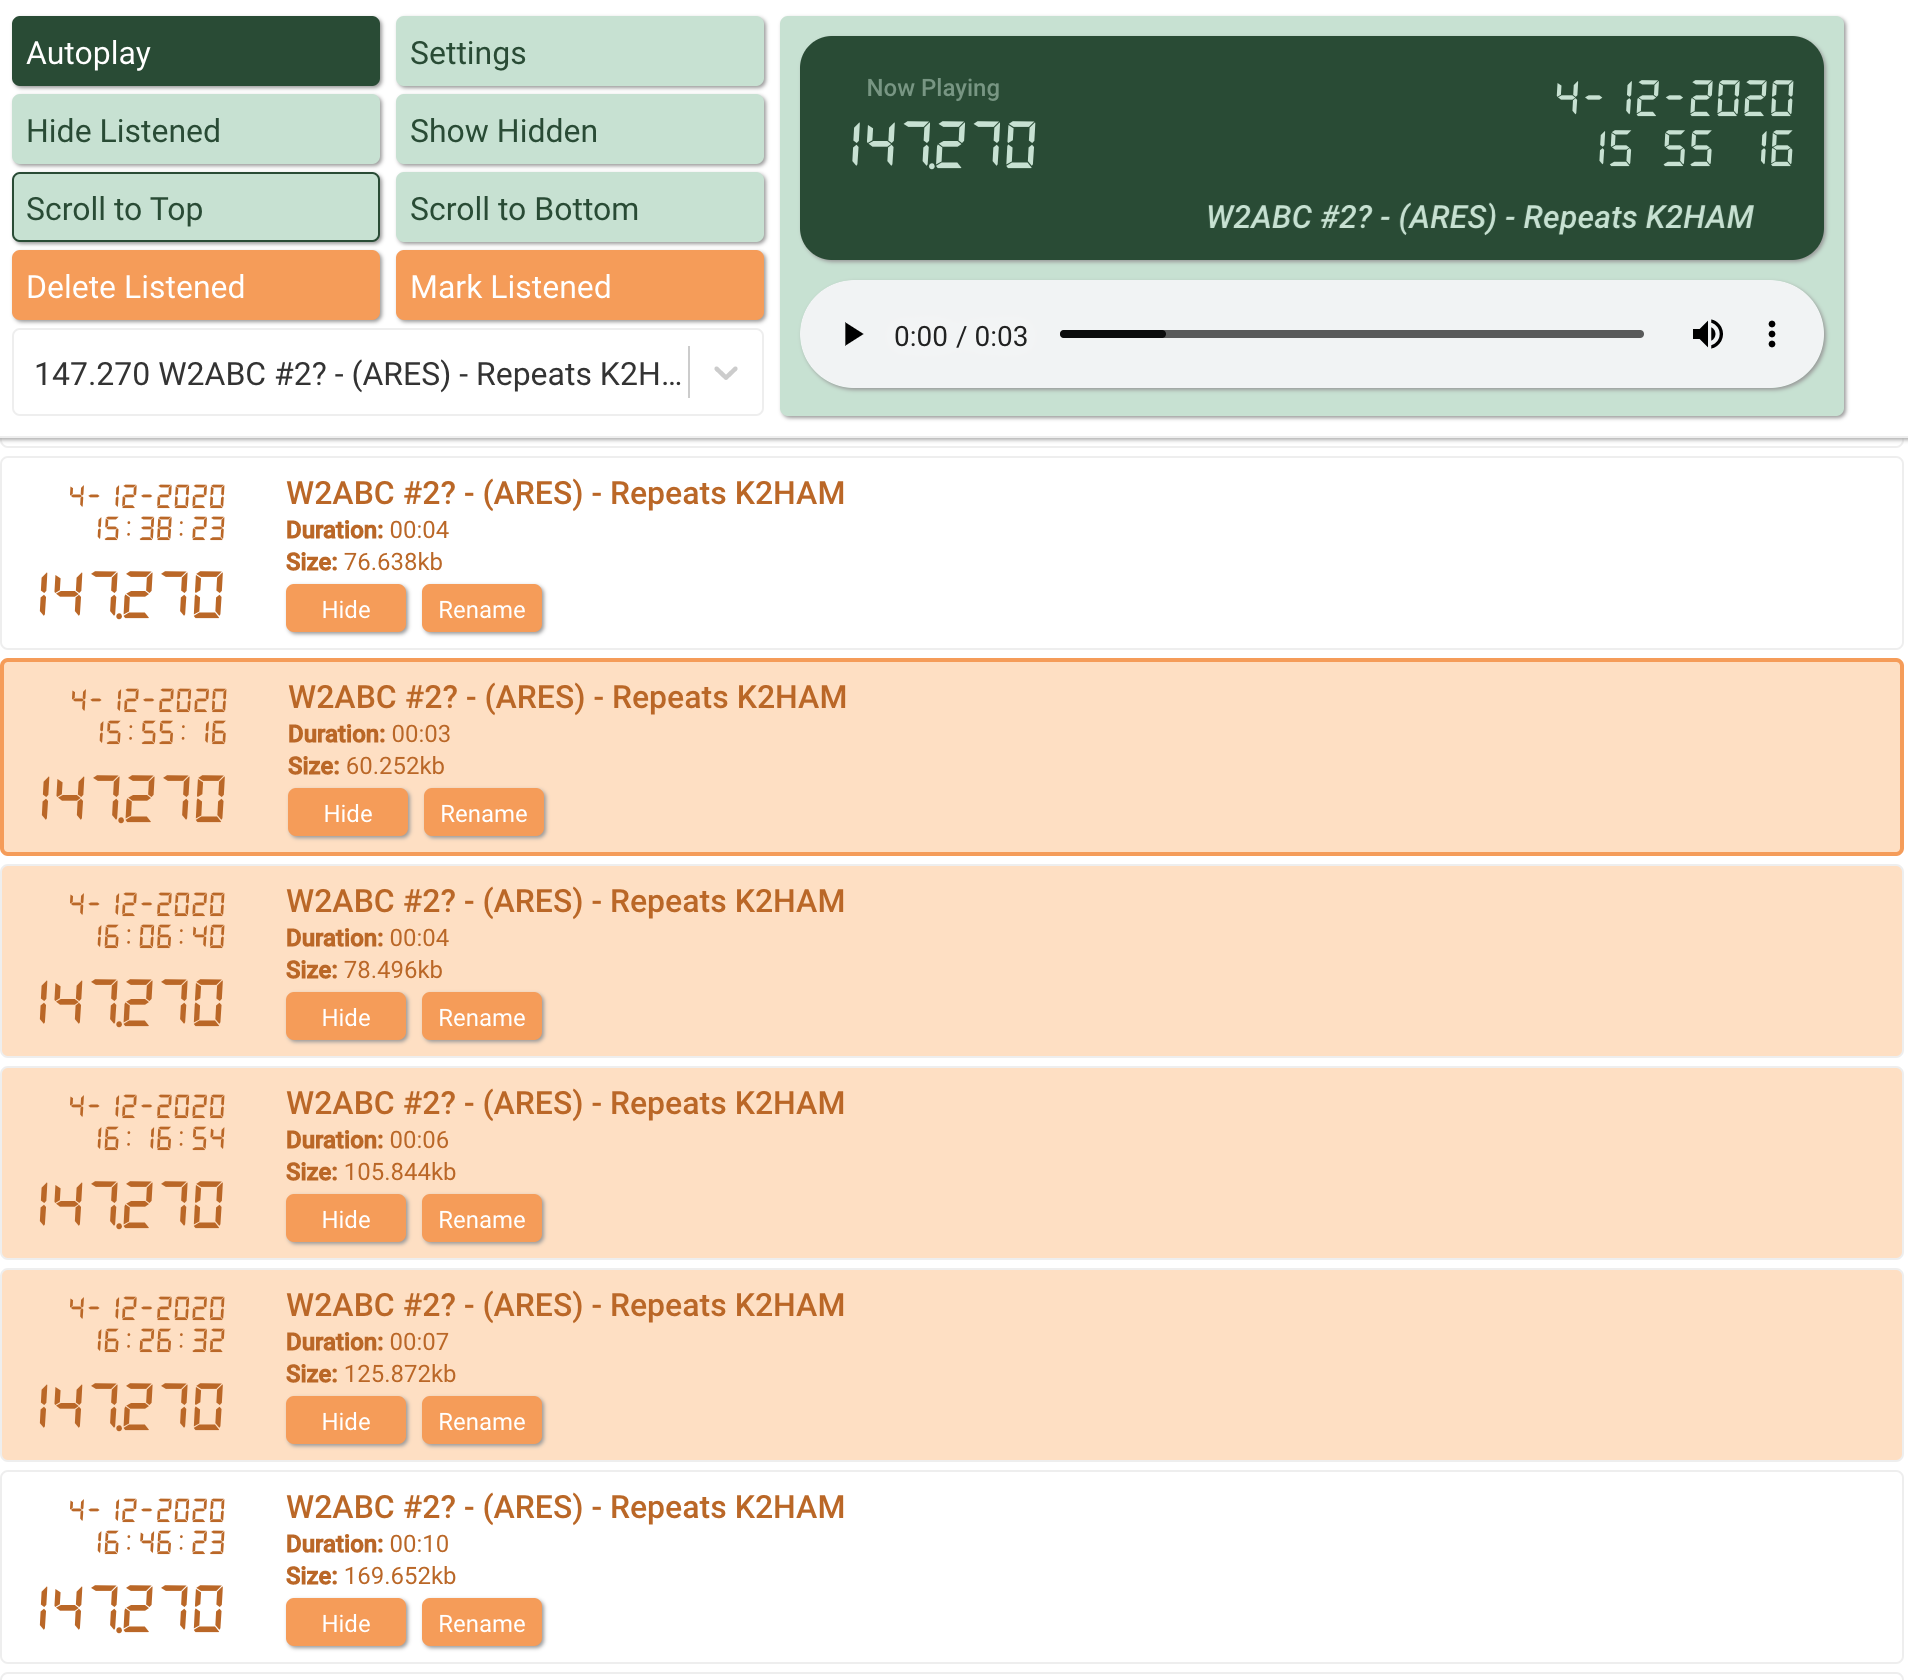 Autoplay
Settings
Hide Listened
Show Hidden
Scroll to Top
Scroll to Bottom
Delete Listened
Mark Listened
147.270 W2ABC #2? - (ARES) - Repeats K2H...
Now Playing
147.270
4-12-2020
15 55 16
W2ABC #2? - (ARES) - Repeats K2HAM
0:00 / 0:03
4-12-2020
15:38:23
147.270
W2ABC #2? - (ARES) - Repeats K2HAM
Duration: 00:04
Size: 76.638kb
Hide Rename
4-12-2020
15:55:16
147.270
W2ABC #2? - (ARES) - Repeats K2HAM
Duration: 00:03
Size: 60.252kb
Hide Rename
4-12-2020
16:06:40
147.270
W2ABC #2? - (ARES) - Repeats K2HAM
Duration: 00:04
Size: 78.496kb
Hide Rename
4-12-2020
16:16:54
147.270
W2ABC #2? - (ARES) - Repeats K2HAM
Duration: 00:06
Size: 105.844kb
Hide Rename
4-12-2020
16:26:32
147.270
W2ABC #2? - (ARES) - Repeats K2HAM
Duration: 00:07
Size: 125.872kb
Hide Rename
4-12-2020
16:46:23
147.270
W2ABC #2? - (ARES) - Repeats K2HAM
Duration: 00:10
Size: 169.652kb
Hide Rename